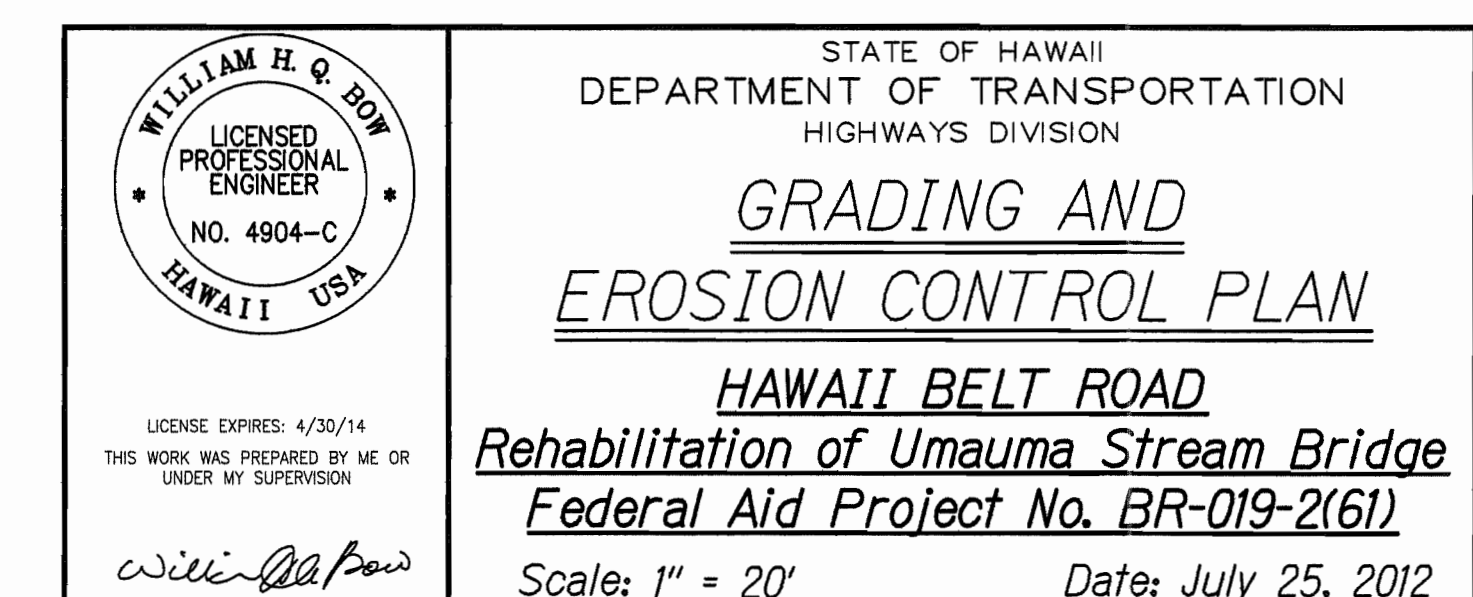 WILLIAM H. Q. BOW
LICENSED
PROFESSIONAL
ENGINEER
NO. 4904-C
* *
HAWAII USA
LICENSE EXPIRES: 4/30/14
THIS WORK WAS PREPARED BY ME OR
UNDER MY SUPERVISION
STATE OF HAWAII
DEPARTMENT OF TRANSPORTATION
HIGHWAYS DIVISION
GRADING AND
EROSION CONTROL PLAN
HAWAII BELT ROAD
Rehabilitation of Umauma Stream Bridge
Federal Aid Project No. BR-019-2(61)
Scale: 1" = 20' Date: July 25, 2012